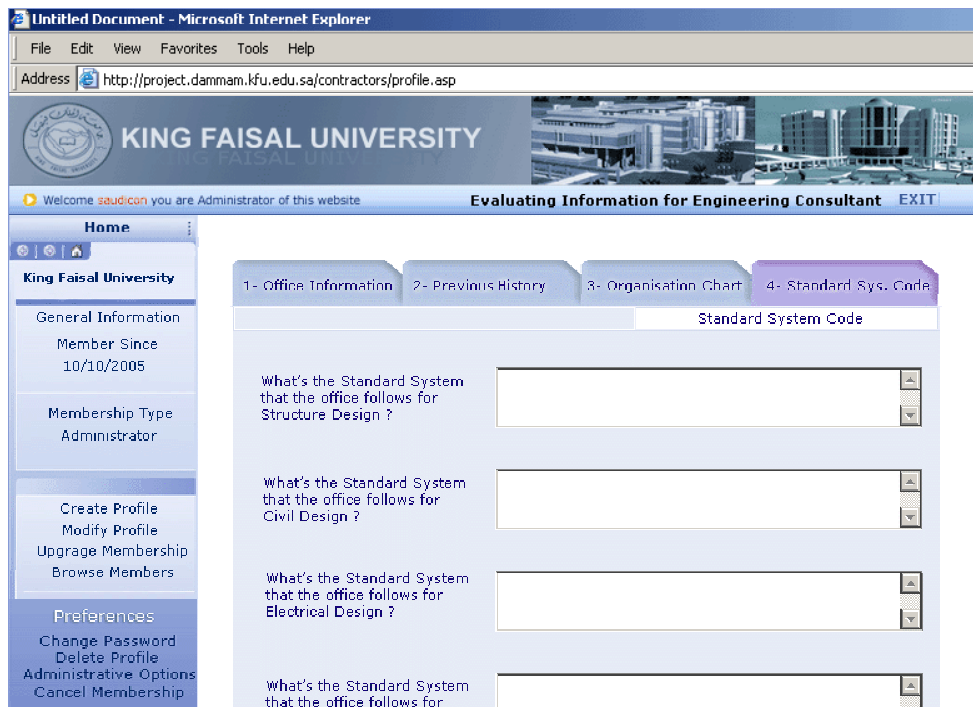 Untitled Document - Microsoft Internet Explorer
File Edit View Favorites Tools Help
Address http://project.dammam.kfu.edu.sa/contractors/profile.asp
KING FAISAL UNIVERSITY
Welcome saudicon you are Administrator of this website
Evaluating Information for Engineering Consultant EXIT
Home
King Faisal University
General Information
Member Since
10/10/2005
Membership Type
Administrator
Create Profile
Modify Profile
Upgrage Membership
Browse Members
Preferences
Change Password
Delete Profile
Administrative Options
Cancel Membership
1- Office Information 2- Previous History 3- Organisation Chart 4- Standard Sys. Code
Standard System Code
What's the Standard System
that the office follows for
Structure Design ?
What's the Standard System
that the office follows for
Civil Design ?
What's the Standard System
that the office follows for
Electrical Design ?
What's the Standard System
that the office follows for